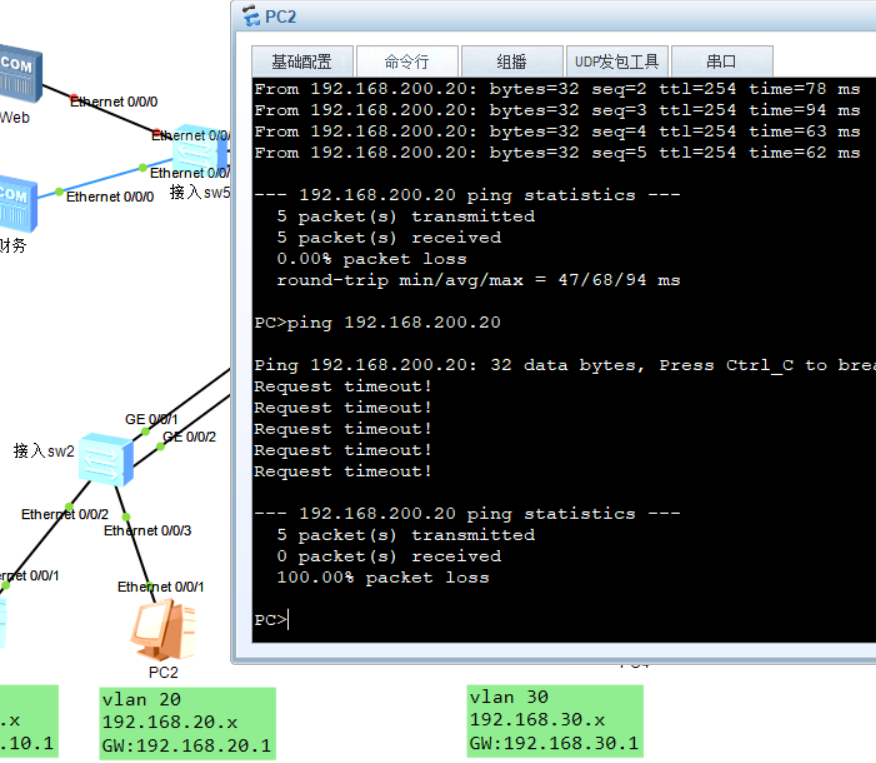 PC2
基础配置 命令行 组播 UDP发包工具 串口
From 192.168.200.20: bytes=32 seq=2 ttl=254 time=78 ms
From 192.168.200.20: bytes=32 seq=3 ttl=254 time=94 ms
From 192.168.200.20: bytes=32 seq=4 ttl=254 time=63 ms
From 192.168.200.20: bytes=32 seq=5 ttl=254 time=62 ms
--- 192.168.200.20 ping statistics ---
5 packet(s) transmitted
5 packet(s) received
0.00% packet loss
round-trip min/avg/max = 47/68/94 ms
PC>ping 192.168.200.20
Ping 192.168.200.20: 32 data bytes, Press Ctrl_C to brea
Request timeout!
Request timeout!
Request timeout!
Request timeout!
Request timeout!
--- 192.168.200.20 ping statistics ---
5 packet(s) transmitted
0 packet(s) received
100.00% packet loss
PC>
COM
Web
Ethernet 0/0/0
Ethernet 0/0/
Ethernet 0/0/
接入sw5
COM
Ethernet 0/0/0
财务
GE 0/0/1
GE 0/0/2
接入sw2
Ethernet 0/0/2
Ethernet 0/0/3
rnet 0/0/1
Ethernet 0/0/1
PC2
.x
.10.1
vlan 20
192.168.20.x
GW:192.168.20.1
vlan 30
192.168.30.x
GW:192.168.30.1